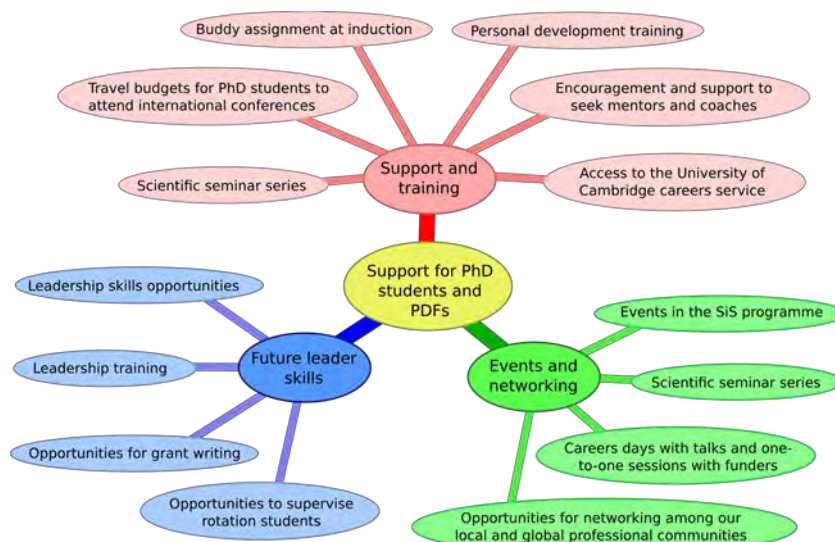 Buddy assignment at induction
Personal development training
Travel budgets for PhD students to
attend international conferences
Encouragement and support to
seek mentors and coaches
Support and
training
Scientific seminar series
Access to the University of
Cambridge careers service
Support for PhD
students and
PDFs
Leadership skills opportunities
Leadership training
Future leader
skills
Opportunities for grant writing
Opportunities to supervise
rotation students
Events and
networking
Events in the SiS programme
Scientific seminar series
Careers days with talks and one-
to-one sessions with funders
Opportunities for networking among our
local and global professional communities